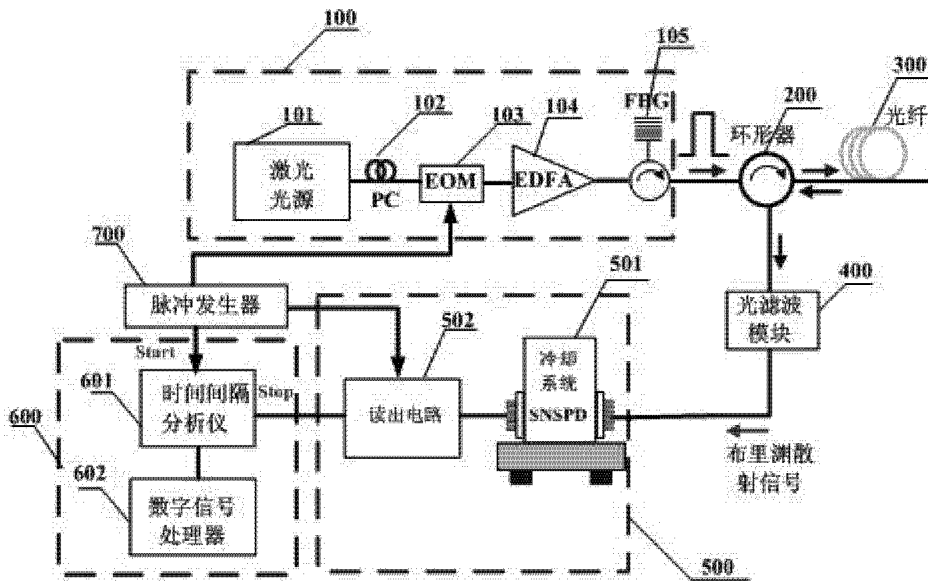 100
105
101
102
103
104
FBG
200
300
光纤
环形器
激光
光源
PC
EOM
EDFA
700
脉冲发生器
501
502
400
光滤波
模块
Start
601
时间间隔
分析仪
Stop
600
读出电路
冷却
系统
SNSPD
布里渊散
射信号
602
数字信号
处理器
500